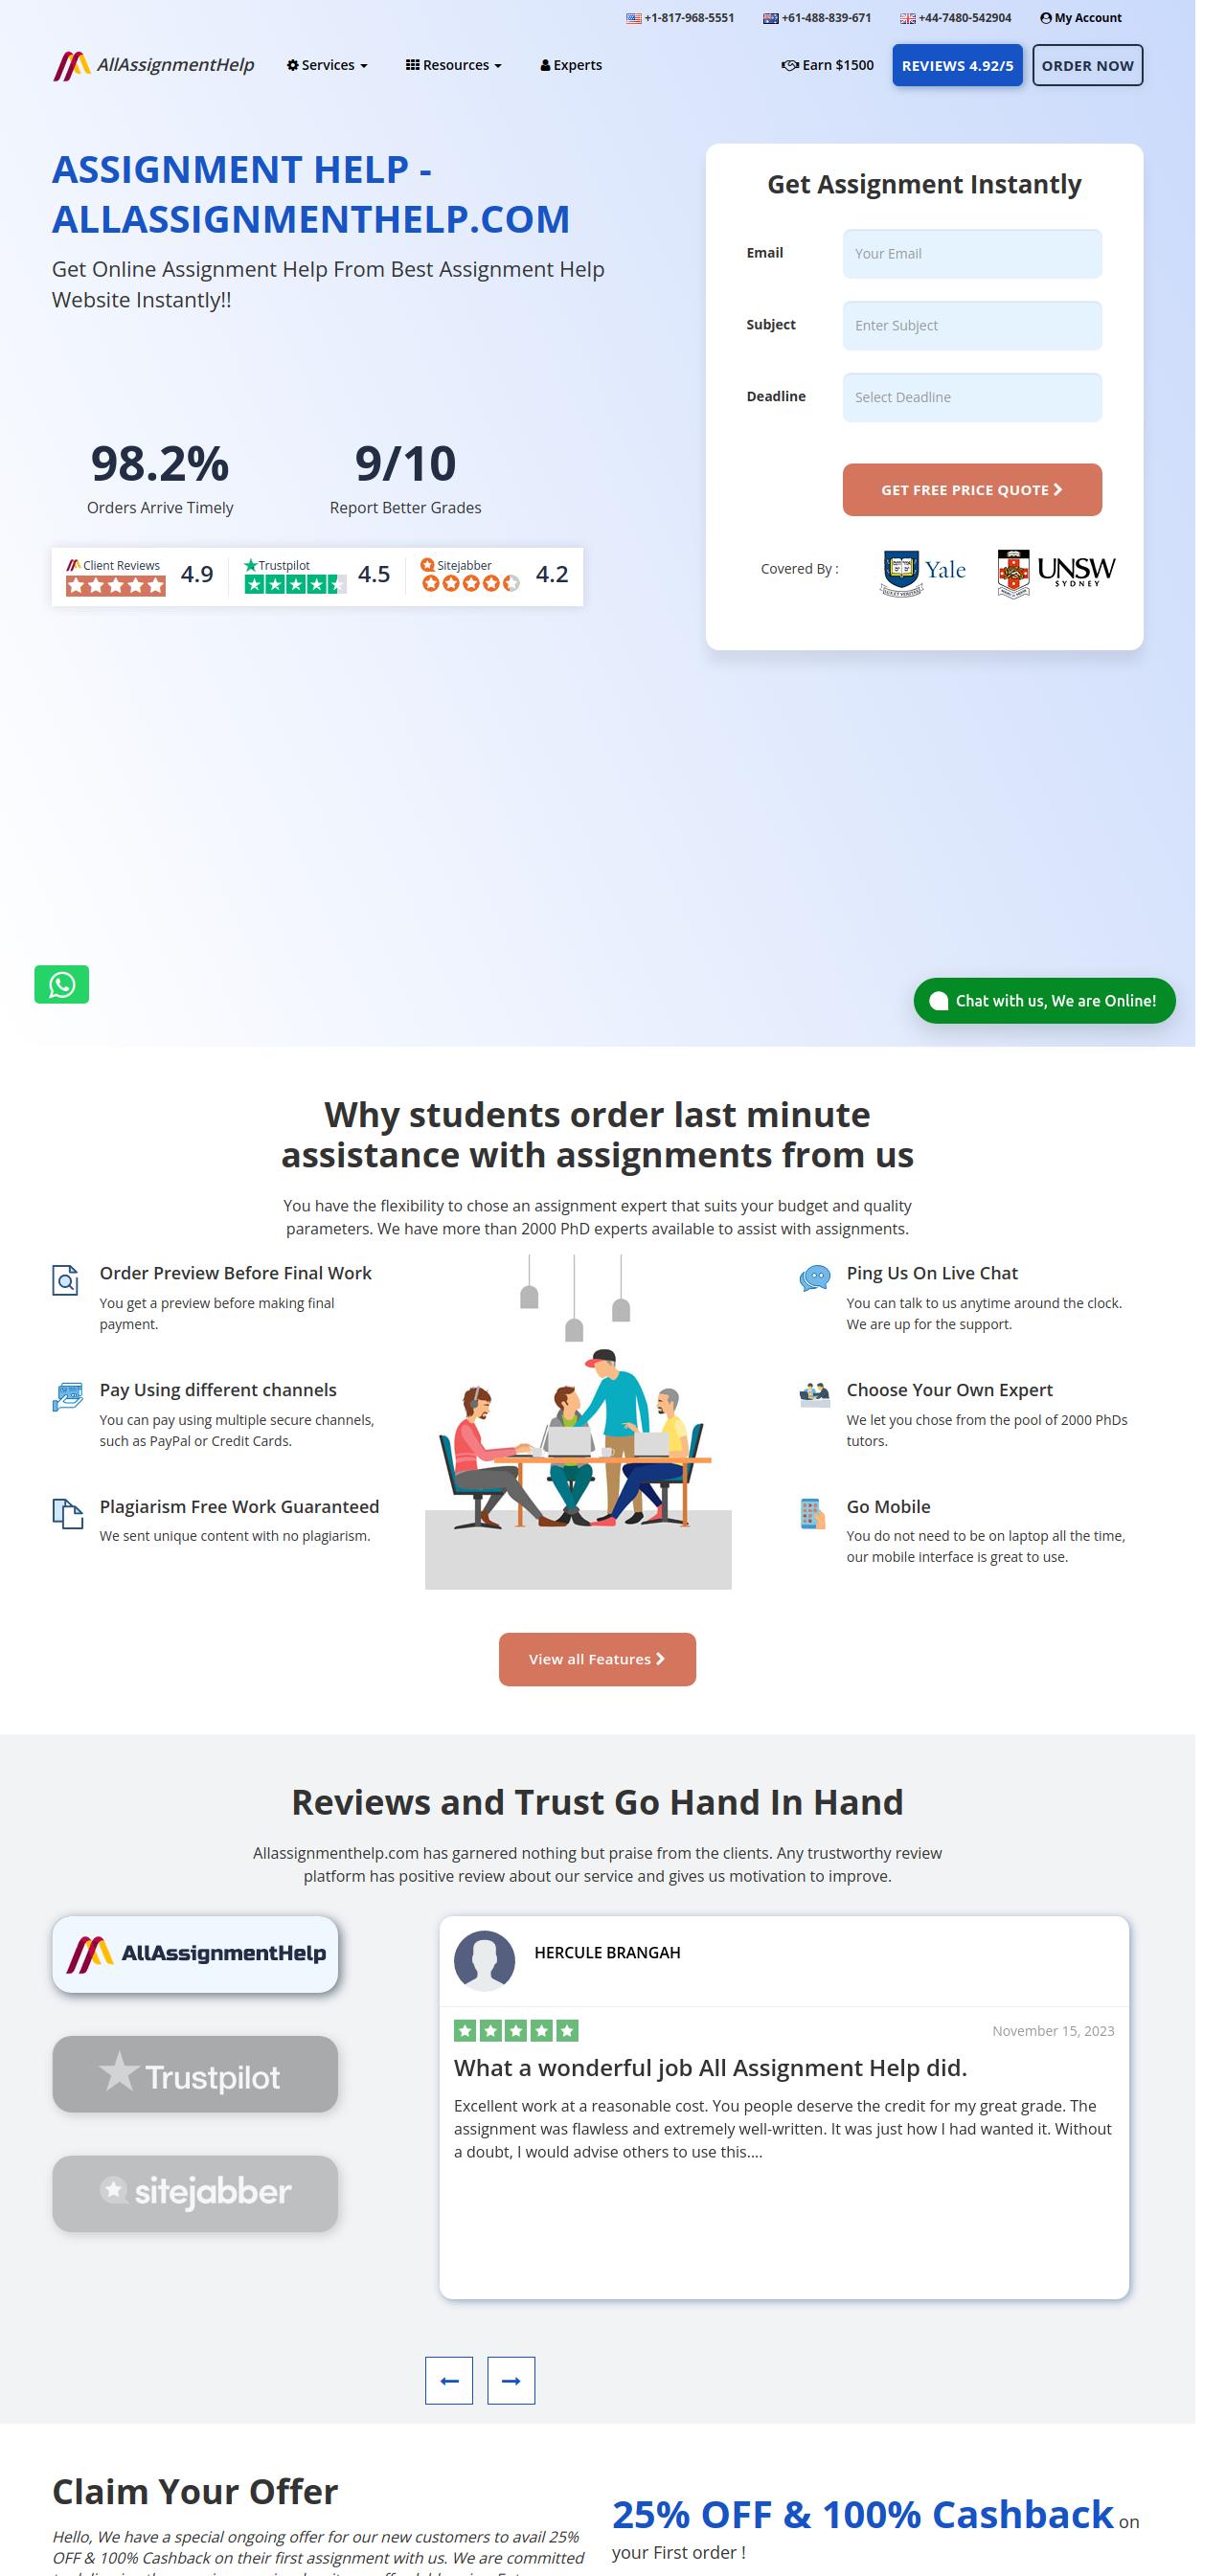 +1-817-968-5551 +61-488-839-671 +44-7480-542904 My Account
AllAssignmentHelp Services Resources Experts Earn $1500 REVIEWS 4.92/5 ORDER NOW
ASSIGNMENT HELP -
ALLASSIGNMENTHELP.COM
Get Online Assignment Help From Best Assignment Help
Website Instantly!!
98.2% 9/10
Orders Arrive Timely Report Better Grades
Client Reviews 4.9 Trustpilot 4.5 Sitejabber 4.2
Get Assignment Instantly
Email Your Email
Subject Enter Subject
Deadline Select Deadline
GET FREE PRICE QUOTE
Covered By : Yale UNSW
SYDNEY
Chat with us, We are Online!
Why students order last minute
assistance with assignments from us
You have the flexibility to chose an assignment expert that suits your budget and quality
parameters. We have more than 2000 PhD experts available to assist with assignments.
Order Preview Before Final Work
You get a preview before making final
payment.
Pay Using different channels
You can pay using multiple secure channels,
such as PayPal or Credit Cards.
Plagiarism Free Work Guaranteed
We sent unique content with no plagiarism.
Ping Us On Live Chat
You can talk to us anytime around the clock.
We are up for the support.
Choose Your Own Expert
We let you chose from the pool of 2000 PhDs
tutors.
Go Mobile
You do not need to be on laptop all the time,
our mobile interface is great to use.
View all Features
Reviews and Trust Go Hand In Hand
Allassignmenthelp.com has garnered nothing but praise from the clients. Any trustworthy review
platform has positive review about our service and gives us motivation to improve.
AllAssignmentHelp
Trustpilot
sitejabber
HERCULE BRANGAH
November 15, 2023
What a wonderful job All Assignment Help did.
Excellent work at a reasonable cost. You people deserve the credit for my great grade. The
assignment was flawless and extremely well-written. It was just how I had wanted it. Without
a doubt, I would advise others to use this....
Claim Your Offer
Hello, We have a special ongoing offer for our new customers to avail 25%
OFF & 100% Cashback on their first assignment with us. We are committed
25% OFF & 100% Cashback on
your First order !